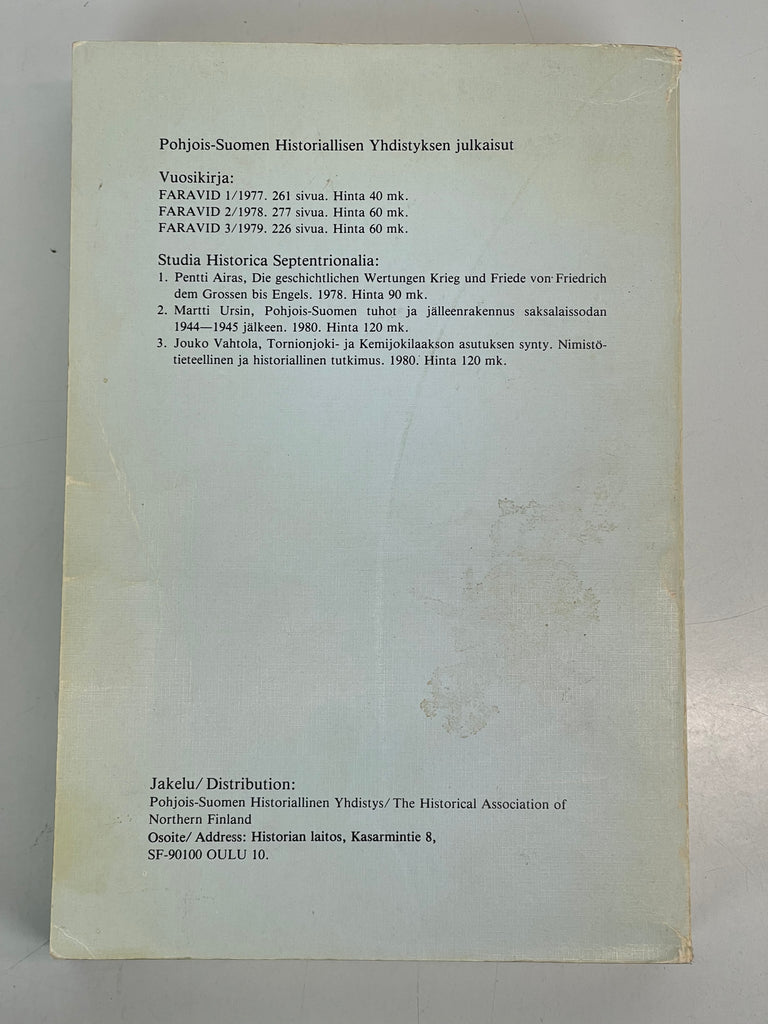 Pohjois-Suomen Historiallisen Yhdistyksen julkaisut
Vuosikirja:
FARAVID 1/1977. 261 sivua. Hinta 40 mk.
FARAVID 2/1978. 277 sivua. Hinta 60 mk.
FARAVID 3/1979. 226 sivua. Hinta 60 mk.
Studia Historica Septentrionalia:
1. Pentti Airas, Die geschichtlichen Wertungen Krieg und Friede von Friedrich
dem Grossen bis Engels. 1978. Hinta 90 mk.
2. Martti Ursin, Pohjois-Suomen tuhot ja jälleenrakennus saksalaissodan
1944—1945 jälkeen. 1980. Hinta 120 mk.
3. Jouko Vahtola, Tornionjoki- ja Kemijokilaakson asutuksen synty. Nimistö-
tieteellinen ja historiallinen tutkimus. 1980. Hinta 120 mk.
Jakelu/Distribution:
Pohjois-Suomen Historiallinen Yhdistys/The Historical Association of
Northern Finland
Osoite/Address: Historian laitos, Kasarmintie 8,
SF-90100 OULU 10.